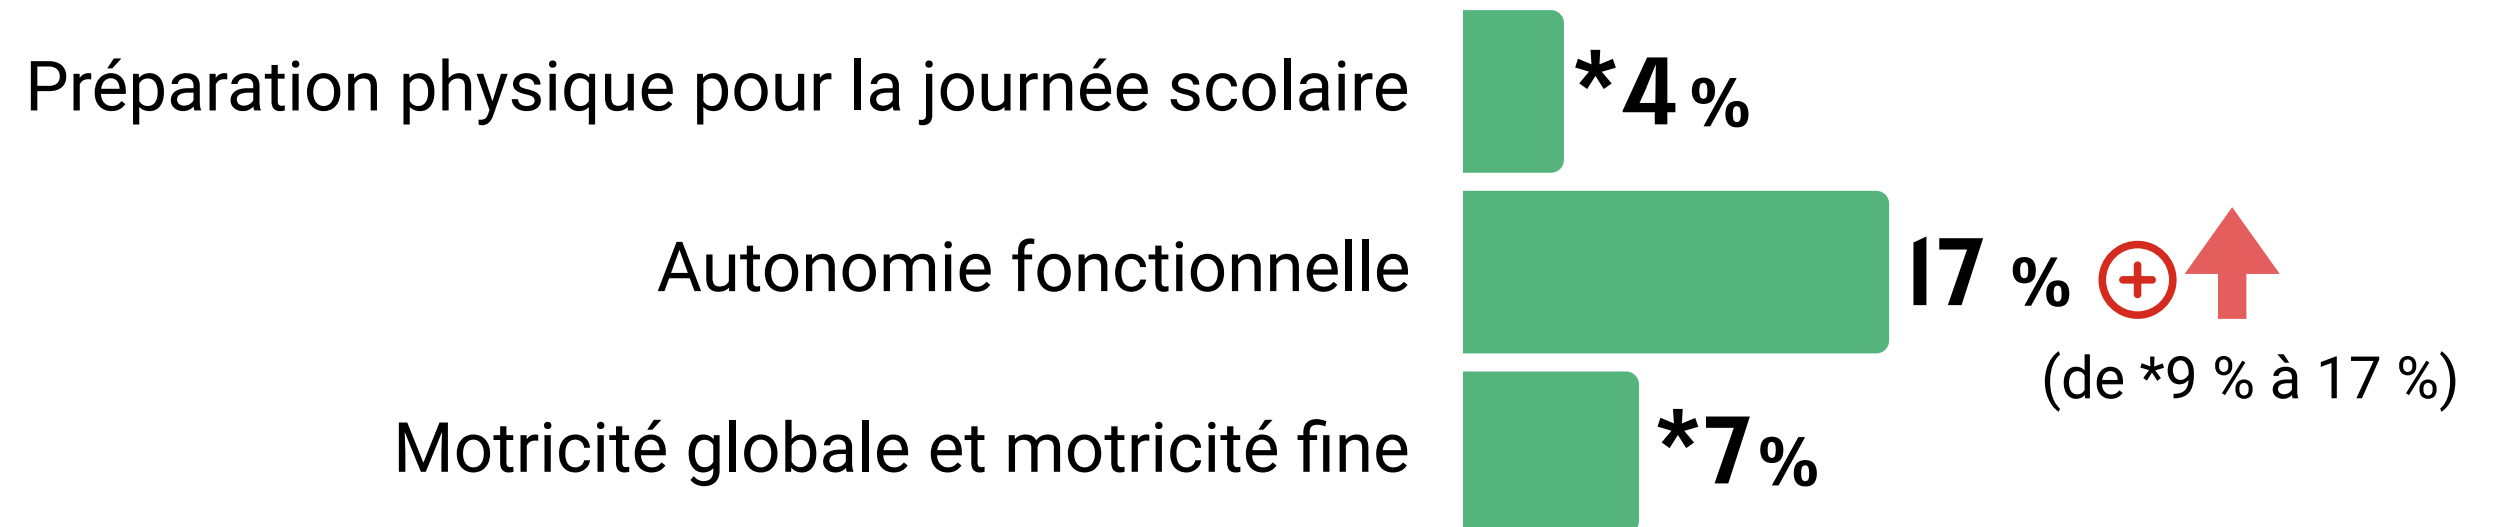 Préparation physique pour la journée scolaire *4 %
Autonomie fonctionnelle 17 %
(de *9 % à 17 %)
Motricité globale et motricité fine *7 %